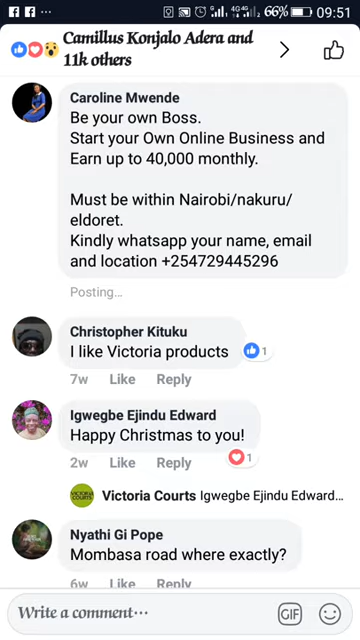 66% 09:51
Camillus Konjalo Adera and
11k others
Caroline Mwende
Be your own Boss.
Start your Own Online Business and
Earn up to 40,000 monthly.
Must be within Nairobi/nakuru/
eldoret.
Kindly whatsapp your name, email
and location +254729445296
Posting...
Christopher Kituku
I like Victoria products
1
7w Like Reply
Igwegbe Ejindu Edward
Happy Christmas to you!
1
2w Like Reply
VICTORIA
COURTS
Victoria Courts Igwegbe Ejindu Edward...
Nyathi Gi Pope
Mombasa road where exactly?
6w Like Reply
Write a comment...
GIF